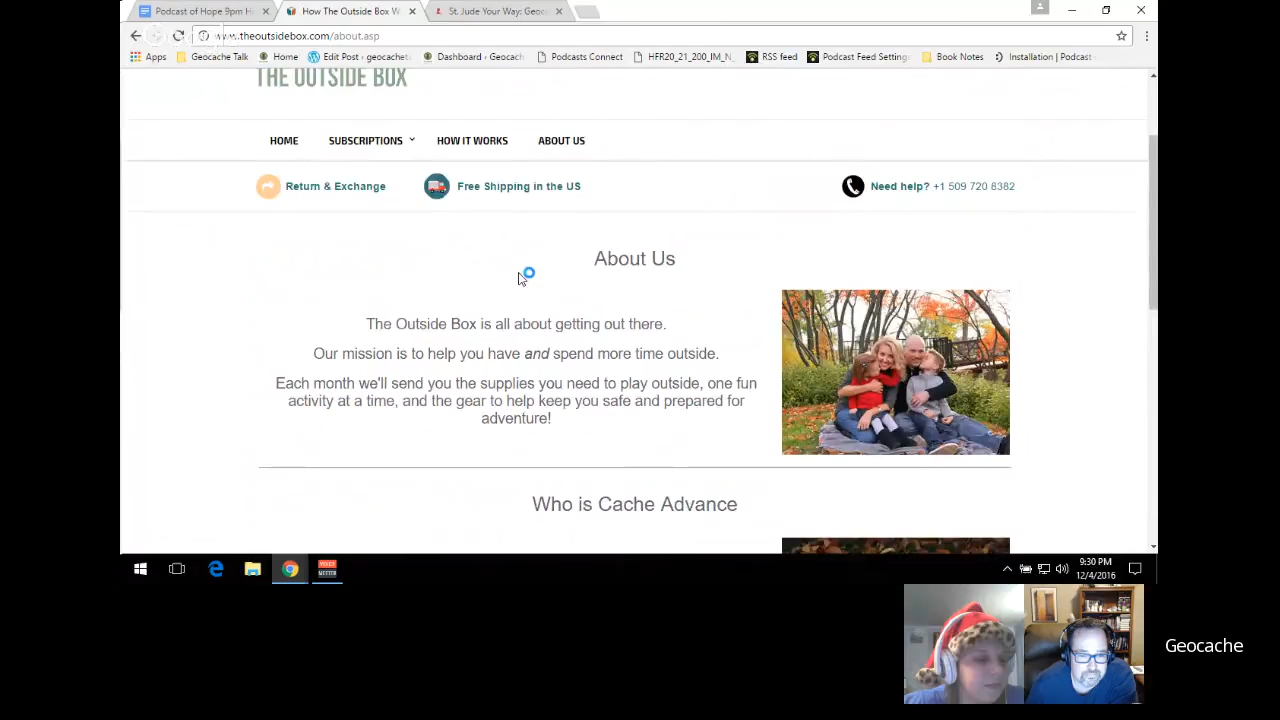 Podcast of Hope 9pm H
How The Outside Box W
St. Jude Your Way: Geoc
www.theoutsidebox.com/about.asp
Apps
Geocache Talk
Home
Edit Post ‹ geocachet
Dashboard ‹ Geocach
Podcasts Connect
HFR20_21_200_IM_N
RSS feed
Podcast Feed Setting
Book Notes
Installation | Podcast
THE OUTSIDE BOX
HOME SUBSCRIPTIONS HOW IT WORKS ABOUT US
Return & Exchange
Free Shipping in the US
Need help? +1 509 720 8382
About Us
The Outside Box is all about getting out there.
Our mission is to help you have and spend more time outside.
Each month we'll send you the supplies you need to play outside, one fun
activity at a time, and the gear to help keep you safe and prepared for
adventure!
Who is Cache Advance
VOICE
MEETER
9:30 PM
12/4/2016
Geocache